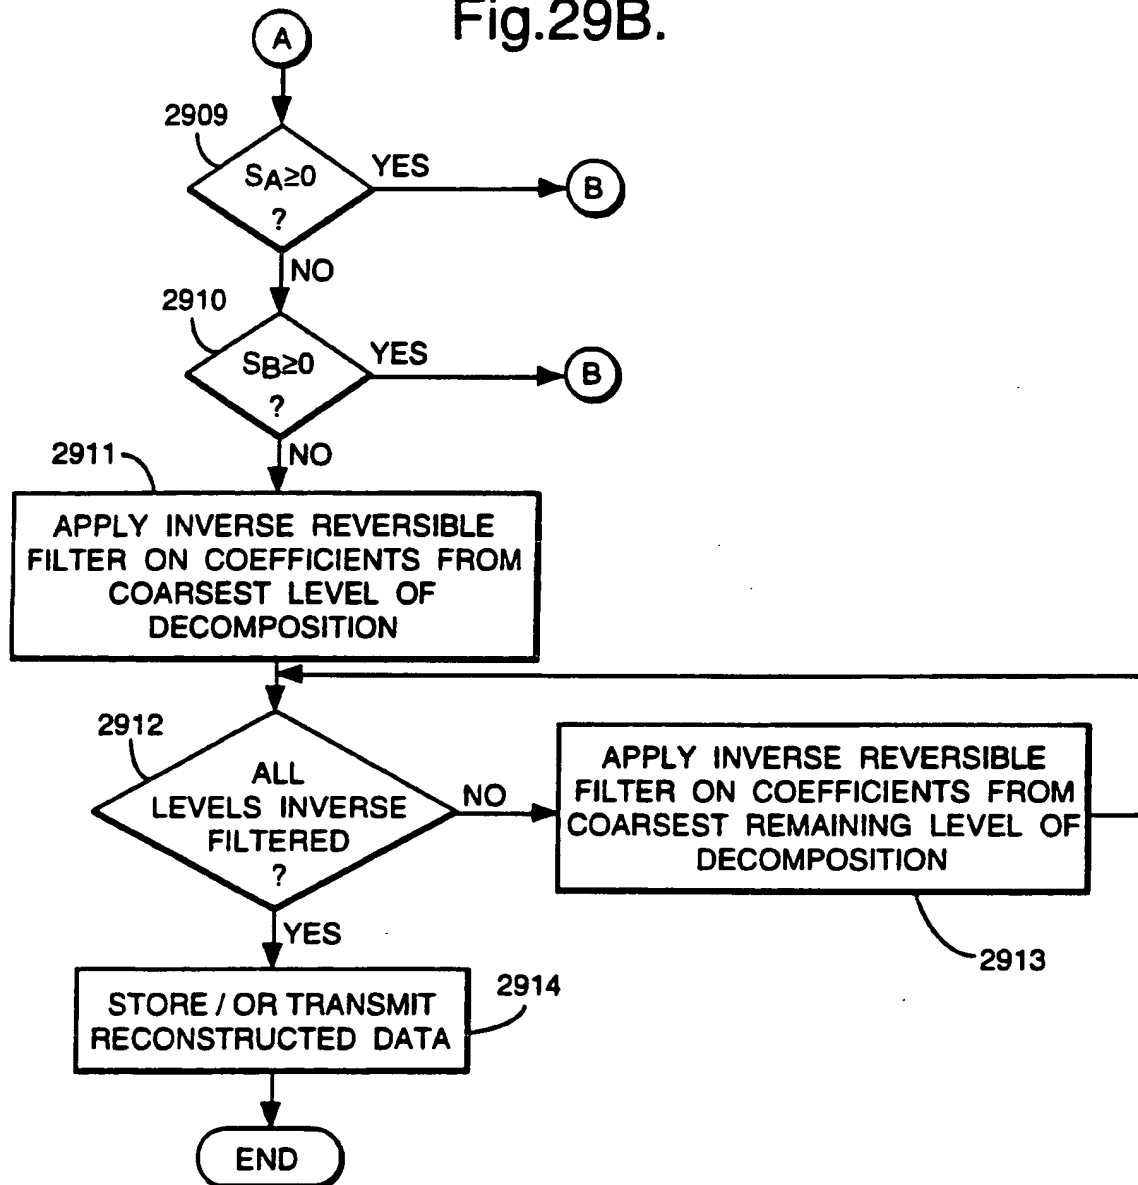 Fig.29B.
A
2909
SA≥0
?
YES
B
NO
2910
SB≥0
?
YES
B
NO
2911
APPLY INVERSE REVERSIBLE
FILTER ON COEFFICIENTS FROM
COARSEST LEVEL OF
DECOMPOSITION
2912
ALL
LEVELS INVERSE
FILTERED
?
NO
APPLY INVERSE REVERSIBLE
FILTER ON COEFFICIENTS FROM
COARSEST REMAINING LEVEL OF
DECOMPOSITION
2913
YES
STORE / OR TRANSMIT
RECONSTRUCTED DATA
2914
END